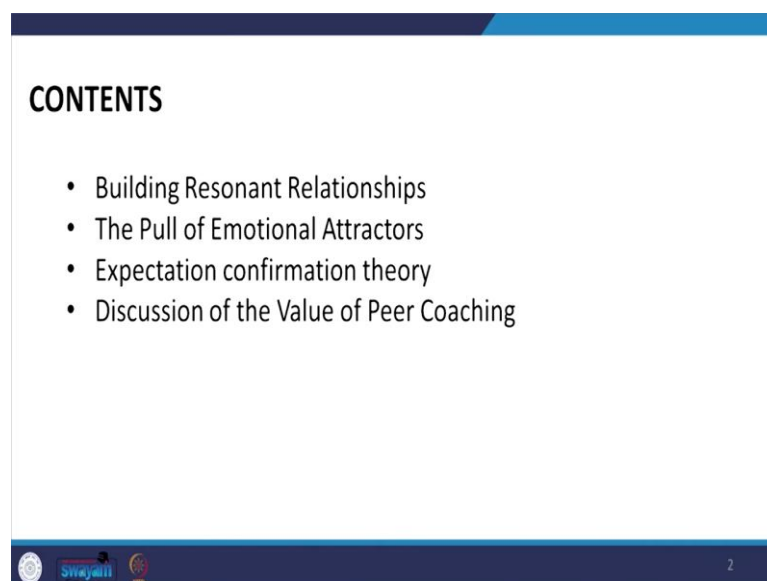 CONTENTS
• Building Resonant Relationships
• The Pull of Emotional Attractors
• Expectation confirmation theory
• Discussion of the Value of Peer Coaching
swayam
2